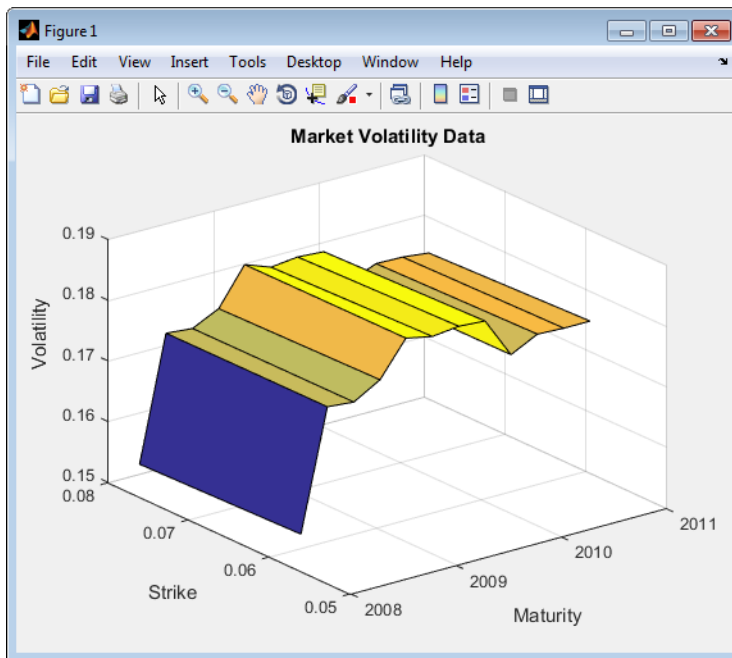 Figure 1
File Edit View Insert Tools Desktop Window Help
Market Volatility Data
0.19
0.18
0.17
0.16
0.15
Volatility
0.08
0.07
0.06
0.05
Strike
2008
2009
2010
2011
Maturity